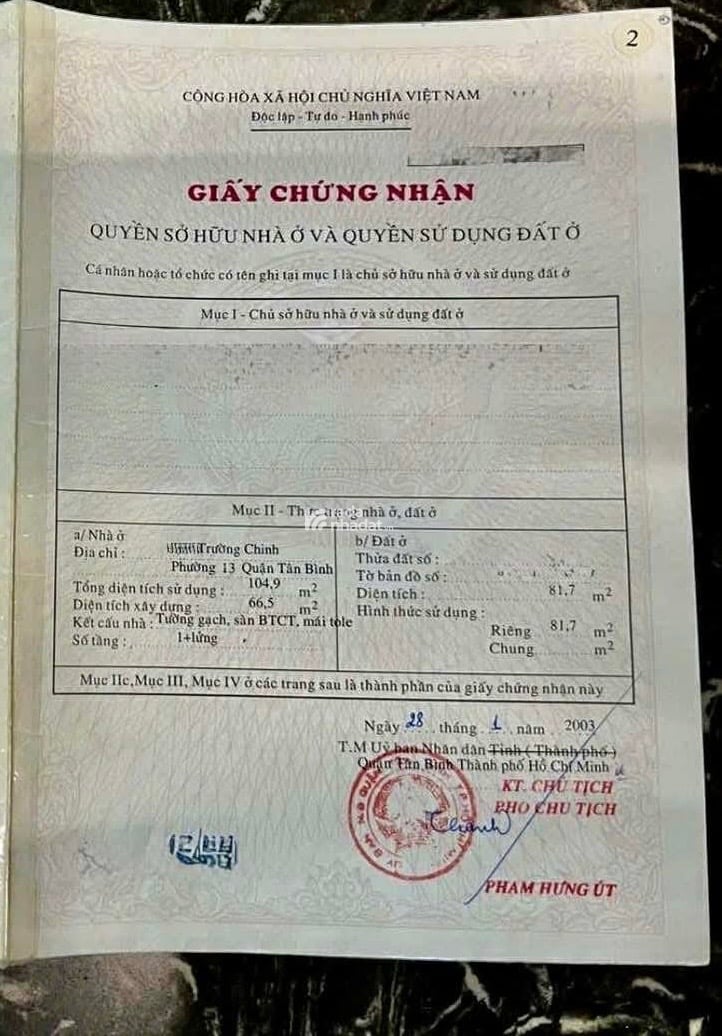 2
CỘNG HÒA XÃ HỘI CHỦ NGHĨA VIỆT NAM
Độc lập - Tự do - Hạnh phúc
GIẤY CHỨNG NHẬN
QUYỀN SỞ HỮU NHÀ Ở VÀ QUYỀN SỬ DỤNG ĐẤT Ở
Cá nhân hoặc tổ chức có tên ghi tại mục I là chủ sở hữu nhà ở và sử dụng đất ở
Mục I - Chủ sở hữu nhà ở và sử dụng đất ở
Mục II - Thực trạng nhà ở, đất ở
nhadat
a/ Nhà ở
Địa chỉ : Trường Chinh
Phường 13 Quận Tân Bình
Tổng diện tích sử dụng : 104,9 m²
Diện tích xây dựng : 66,5 m²
Kết cấu nhà : Tường gạch, sàn BTCT, mái tole
Số tầng : 1+lửng
b/ Đất ở
Thửa đất số :
Tờ bản đồ số :
Diện tích : 81,7 m²
Hình thức sử dụng :
Riêng 81,7 m²
Chung m²
Mục IIc, Mục III, Mục IV ở các trang sau là thành phần của giấy chứng nhận này
Ngày 28 tháng 1 năm 2003
T.M Uỷ ban Nhân dân Tỉnh ( Thành phố )
Quận Tân Bình Thành phố Hồ Chí Minh
KT. CHỦ TỊCH
PHÓ CHỦ TỊCH
PHẠM HÙNG ÚT